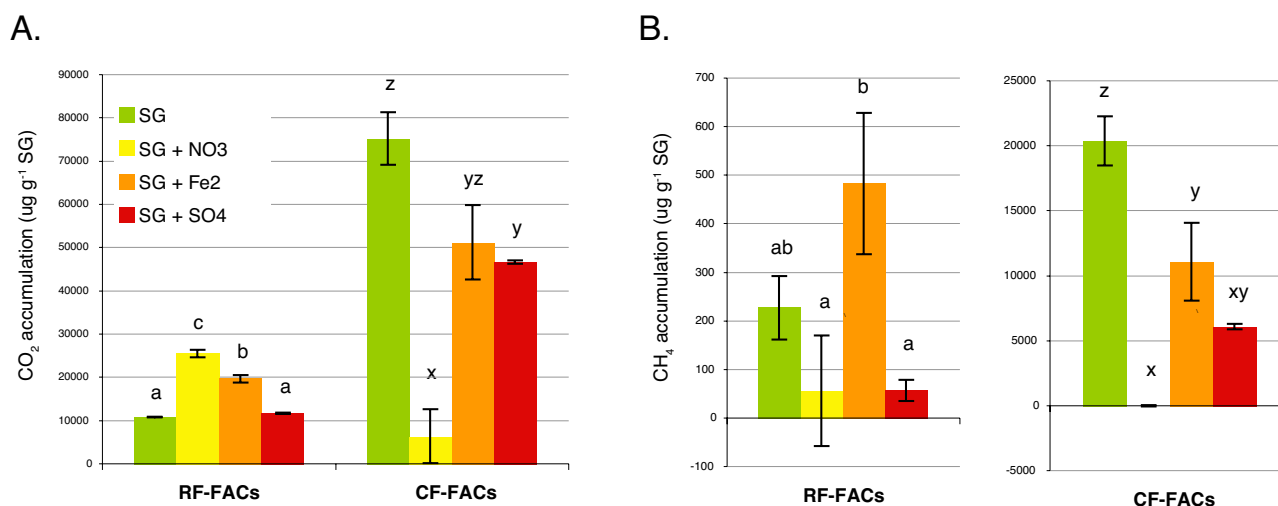 A.
CO2 accumulation (ug g-1 SG)
90000
80000
70000
60000
50000
40000
30000
20000
10000
0
SG
SG + NO3
SG + Fe2
SG + SO4
a
c
b
a
z
x
yz
y
RF-FACs
CF-FACs
B.
CH4 accumulation (ug g-1 SG)
700
600
500
400
300
200
100
0
-100
ab
a
b
a
RF-FACs
25000
20000
15000
10000
5000
0
-5000
z
x
y
xy
CF-FACs